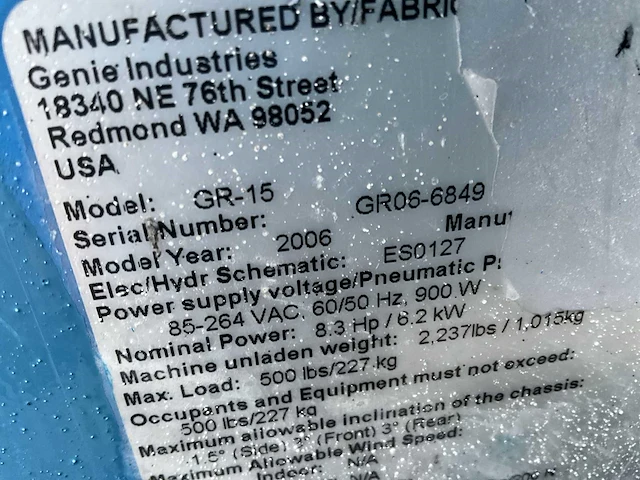 MANUFACTURED BY/FABRIC
Genie Industries
18340 NE 76th Street
Redmond WA 98052
USA
Model: GR-15
Serial Number: GR06-6849
Model Year: 2006 Manu
Elec/Hydr Schematic: ES0127
Power supply voltage/Pneumatic P
85-264 VAC, 60/50 Hz, 900 W
Nominal Power: 8.3 Hp / 6.2 kW
Machine unladen weight: 2,237lbs / 1,015kg
Max. Load: 500 lbs/227 kg
Occupants and Equipment must not exceed:
500 lbs/227 kg
Maximum allowable inclination of the chassis:
1.5° (Side) 3° (Front) 3° (Rear)
Maximum Allowable Wind Speed:
Indoor: N/A
N/A